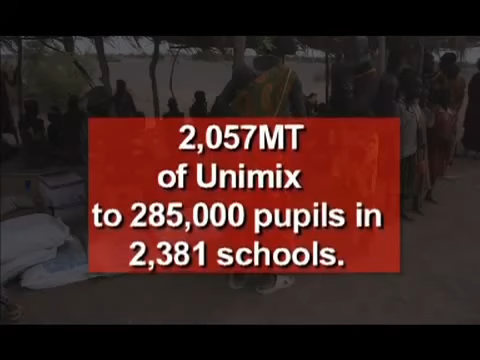 2,057MT
of Unimix
to 285,000 pupils in
2,381 schools.